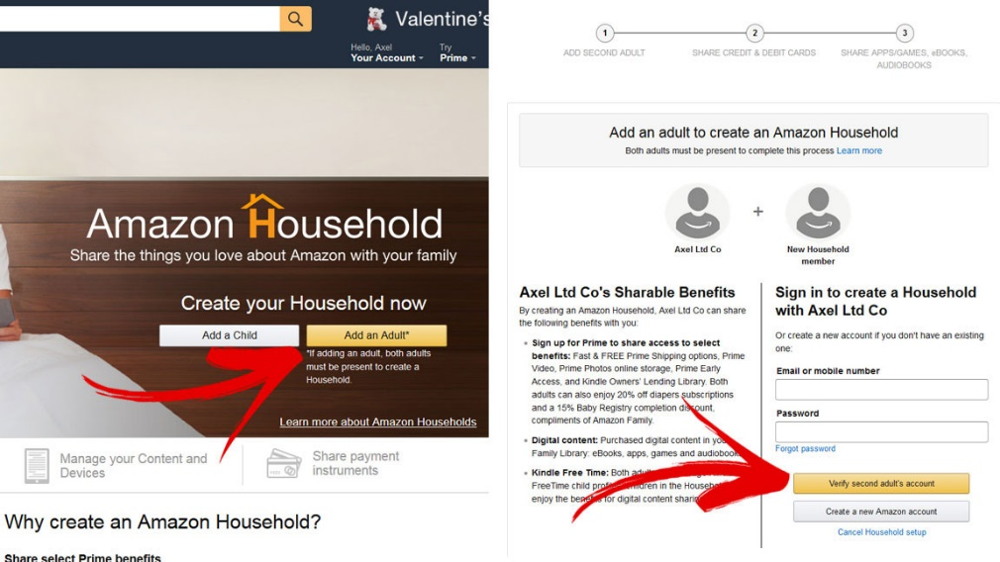 Valentine's
Hello, Axel
Your Account
Try
Prime
Amazon Household
Share the things you love about Amazon with your family
Create your Household now
Add a Child
Add an Adult*
*If adding an adult, both adults
must be present to create a
Household.
Learn more about Amazon Households
Manage your Content and
Devices
Share payment
instruments
Why create an Amazon Household?
Share select Prime benefits
1
2
3
ADD SECOND ADULT
SHARE CREDIT & DEBIT CARDS
SHARE APPS/GAMES, eBOOKS,
AUDIOBOOKS
Add an adult to create an Amazon Household
Both adults must be present to complete this process Learn more
+
Axel Ltd Co
New Household
member
Axel Ltd Co's Sharable Benefits
By creating an Amazon Household, Axel Ltd Co can share
the following benefits with you:
Sign up for Prime to share access to select
benefits: Fast & FREE Prime Shipping options, Prime
Video, Prime Photos online storage, Prime Early
Access, and Kindle Owners' Lending Library. Both
adults can also enjoy 20% off diapers subscriptions
and a 15% Baby Registry completion discount,
compliments of Amazon Family.
Digital content: Purchased digital content in your
Family Library: eBooks, apps, games and audiobook
Kindle Free Time: Both
FreeTime child children in the Househo
enjoy the for digital content
Sign in to create a Household
with Axel Ltd Co
Or create a new account if you don't have an existing
one:
Email or mobile number
Password
Forgot password
Verify second adult's account
Create a new Amazon account
Cancel Household setup